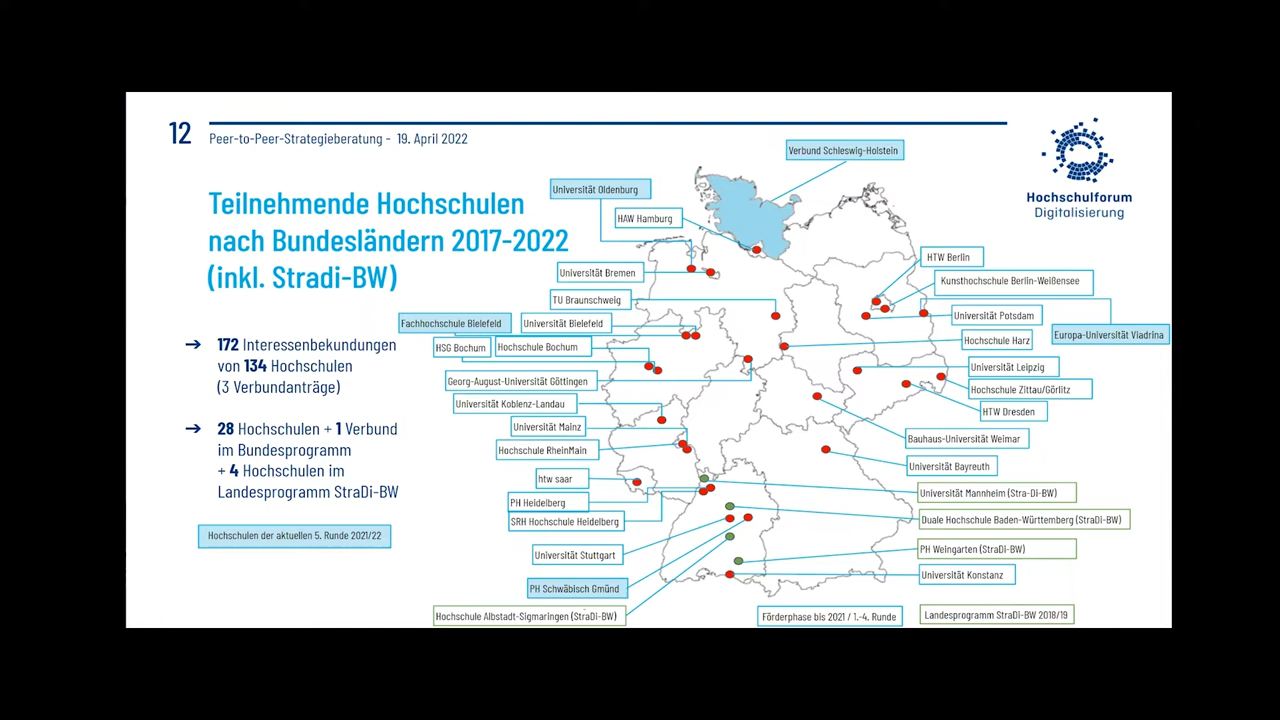 12 Peer-to-Peer-Strategieberatung - 19. April 2022
Hochschulforum
Digitalisierung
Teilnehmende Hochschulen
nach Bundesländern 2017-2022
(inkl. Stradi-BW)
→ 172 Interessenbekundungen
von 134 Hochschulen
(3 Verbundanträge)
→ 28 Hochschulen + 1 Verbund
im Bundesprogramm
+ 4 Hochschulen im
Landesprogramm StraDi-BW
Hochschulen der aktuellen 5. Runde 2021/22
Verbund Schleswig-Holstein
Universität Oldenburg
HAW Hamburg
Universität Bremen
TU Braunschweig
Fachhochschule Bielefeld
Universität Bielefeld
HSG Bochum
Hochschule Bochum
Georg-August-Universität Göttingen
Universität Koblenz-Landau
Universität Mainz
Hochschule RheinMain
htw saar
PH Heidelberg
SRH Hochschule Heidelberg
Universität Stuttgart
PH Schwäbisch Gmünd
Hochschule Albstadt-Sigmaringen (StraDi-BW)
HTW Berlin
Kunsthochschule Berlin-Weißensee
Universität Potsdam
Europa-Universität Viadrina
Hochschule Harz
Universität Leipzig
Hochschule Zittau/Görlitz
HTW Dresden
Bauhaus-Universität Weimar
Universität Bayreuth
Universität Mannheim (Stra-Di-BW)
Duale Hochschule Baden-Württemberg (StraDi-BW)
PH Weingarten (StraDi-BW)
Universität Konstanz
Förderphase bis 2021 / 1.-4. Runde
Landesprogramm StraDi-BW 2018/19